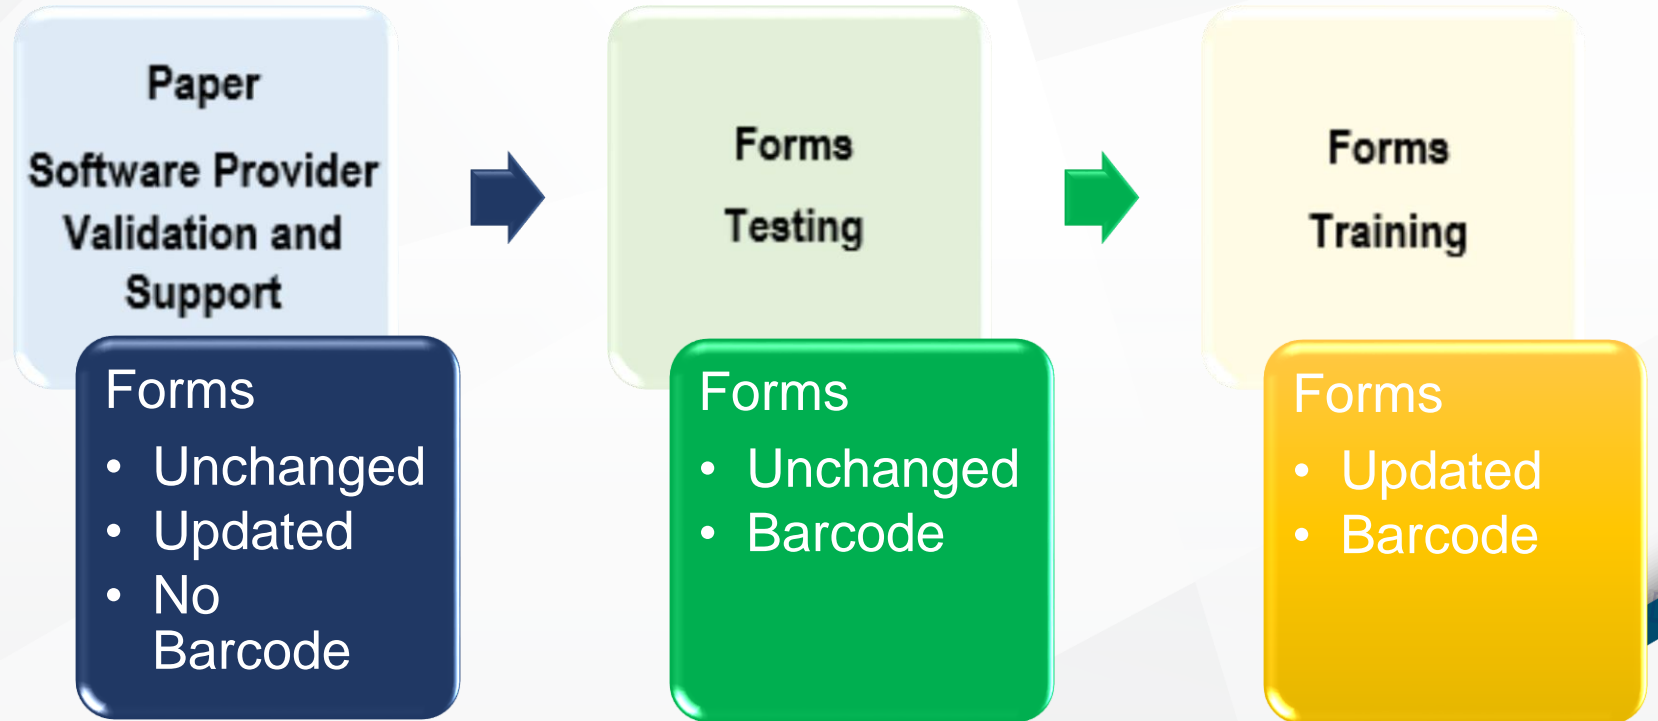 Paper
Software Provider
Validation and
Support
Forms
• Unchanged
• Updated
• No
Barcode
Forms
Testing
Forms
• Unchanged
• Barcode
Forms
Training
Forms
• Updated
• Barcode